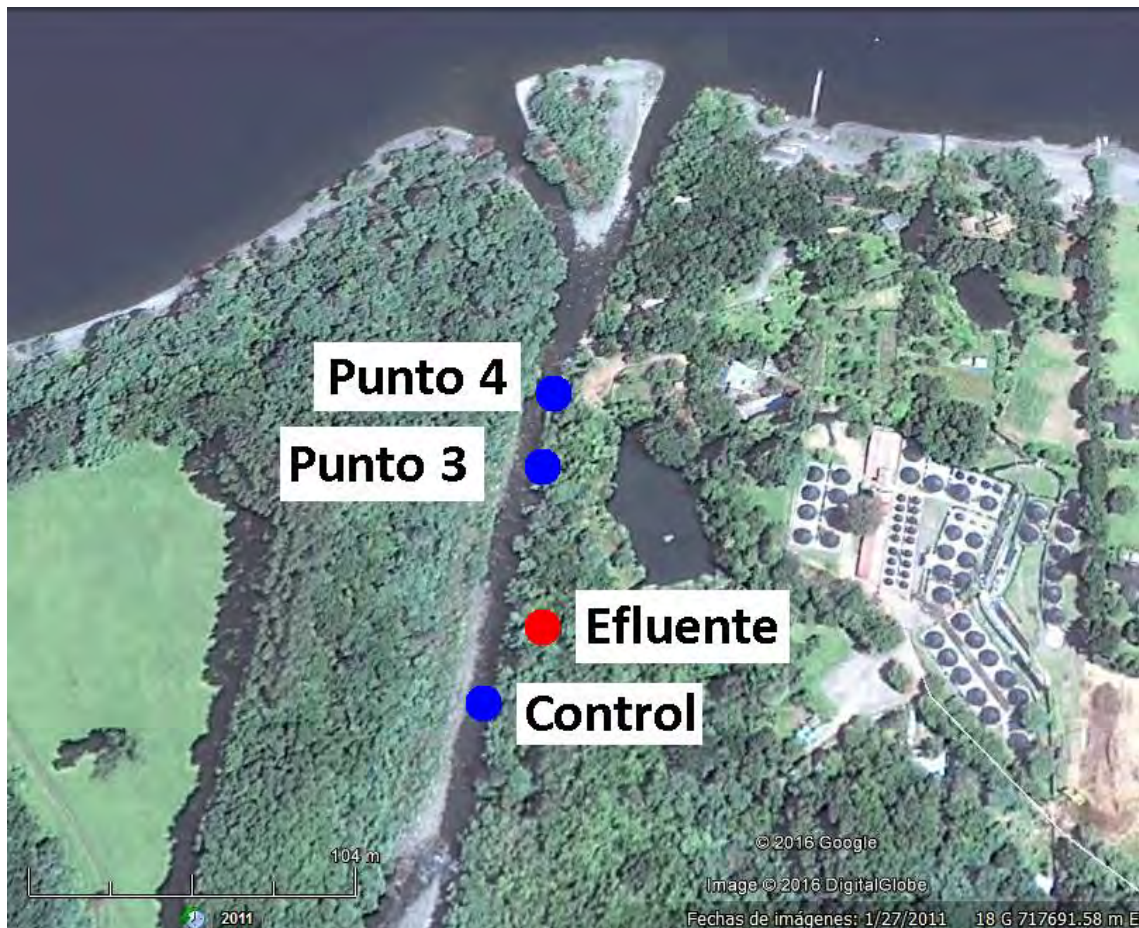 Punto 4
Punto 3
Efluente
Control
© 2016 Google
104 m
Image © 2016 DigitalGlobe
2011
Fechas de imágenes: 1/27/2011 18 G 717691.58 m E